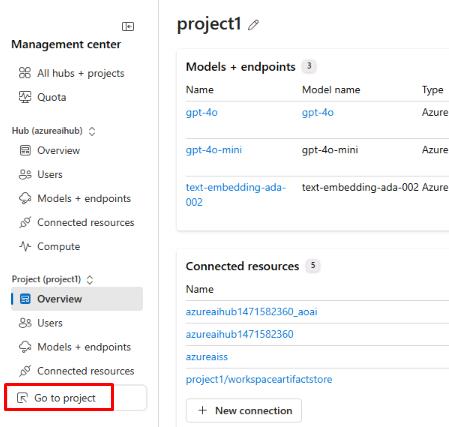 Management center
All hubs + projects
Quota
Hub (azureaihub)
Overview
Users
Models + endpoints
Connected resources
Compute
Project (project1)
Overview
Users
Models + endpoints
Connected resources
Go to project
project1
Models + endpoints 3
Name Model name Type
gpt-4o gpt-4o Azure
gpt-4o-mini gpt-4o-mini Azure
text-embedding-ada- text-embedding-ada-002 Azure
002
Connected resources 5
Name
azureaihub1471582360_aoai
azureaihub1471582360
azureaiss
project1/workspaceartifactstore
+ New connection